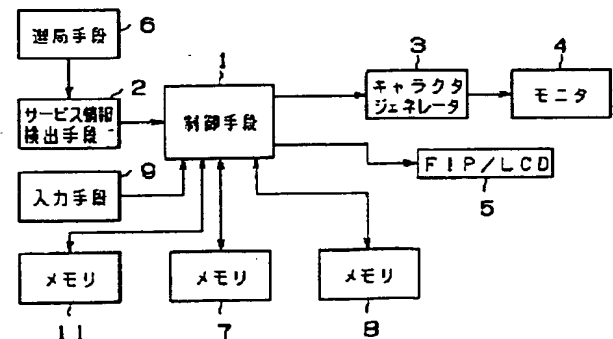 選局手段
6
サービス情報
検出手段
2
1
制御手段
3
キャラクタ
ジェネレータ
4
モニタ
FIP/LCD
5
9
入力手段
メモリ
11
メモリ
7
メモリ
8